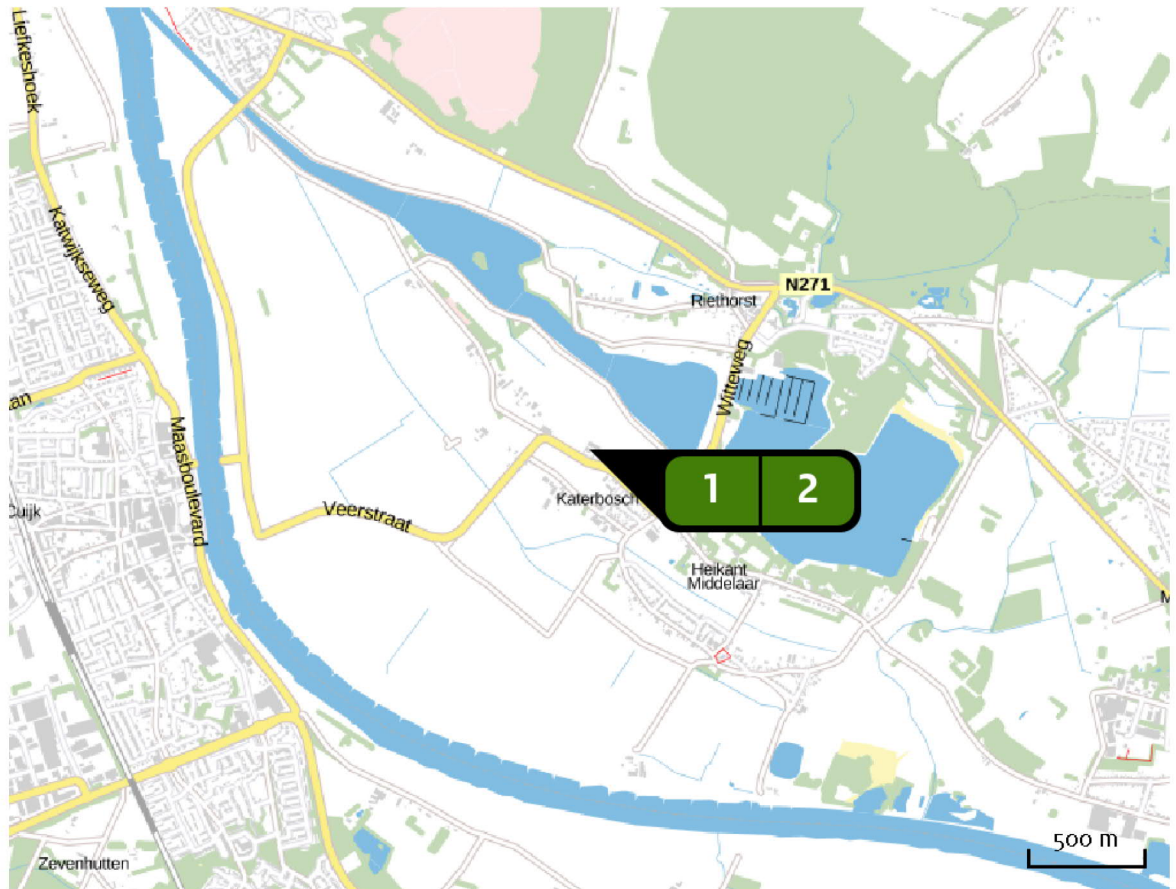 Liefkeshoek
Katwijkseweg
N271
Riethorst
Witteweg
Maasboulevard
1
2
Katerbosch
Veerstraat
Cuijk
Heikant
Middelaar
500 m
Zevenhutten